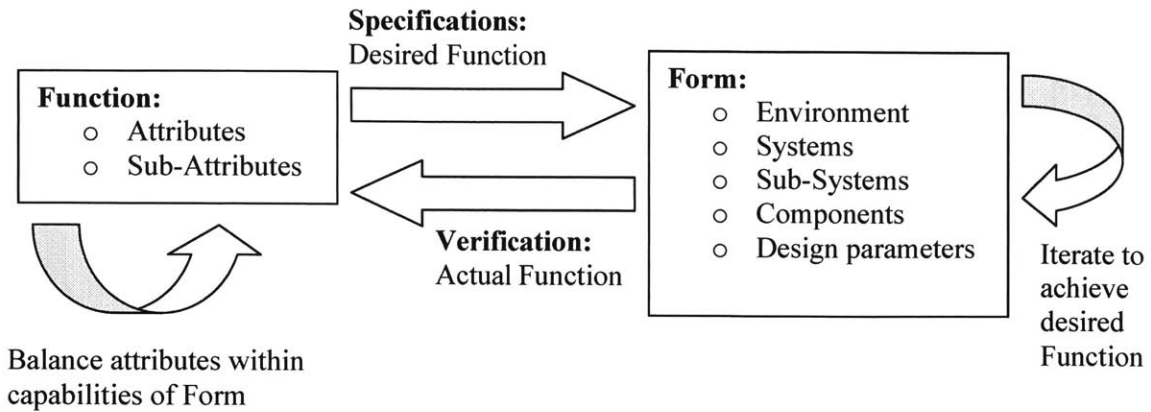 Specifications:
Desired Function
Function:
○ Attributes
○ Sub-Attributes
Form:
○ Environment
○ Systems
○ Sub-Systems
○ Components
○ Design parameters
Verification:
Actual Function
Iterate to
achieve
desired
Function
Balance attributes within
capabilities of Form